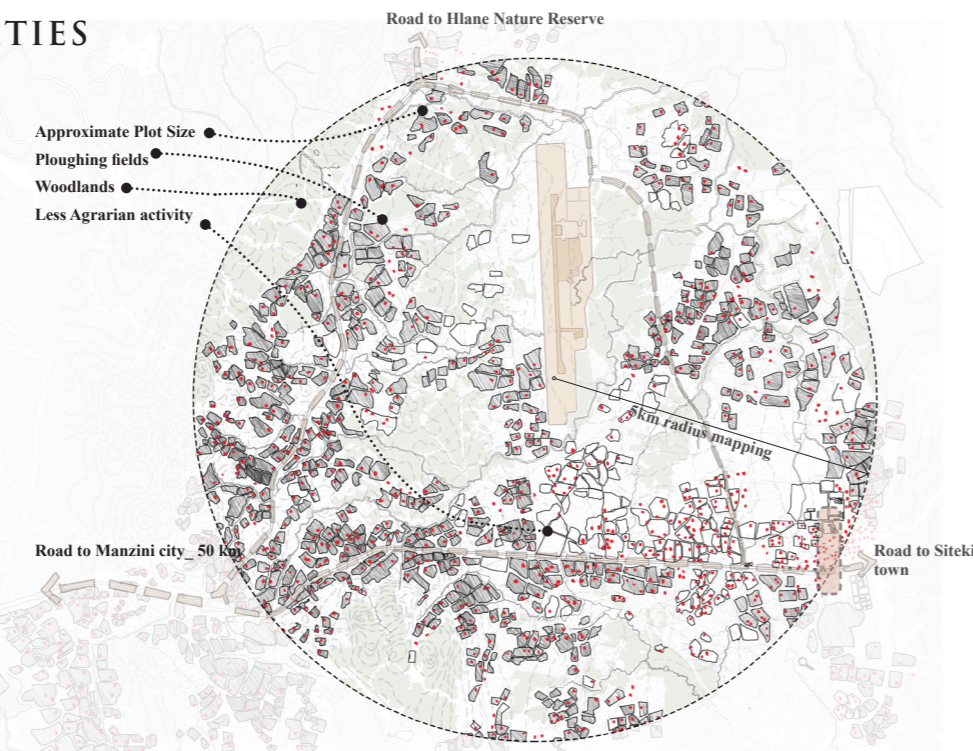 TIES
Road to Hlane Nature Reserve
Approximate Plot Size
Ploughing fields
Woodlands
Less Agrarian activity
5km radius mapping
Road to Manzini city_ 50 km
Road to Siteki
town